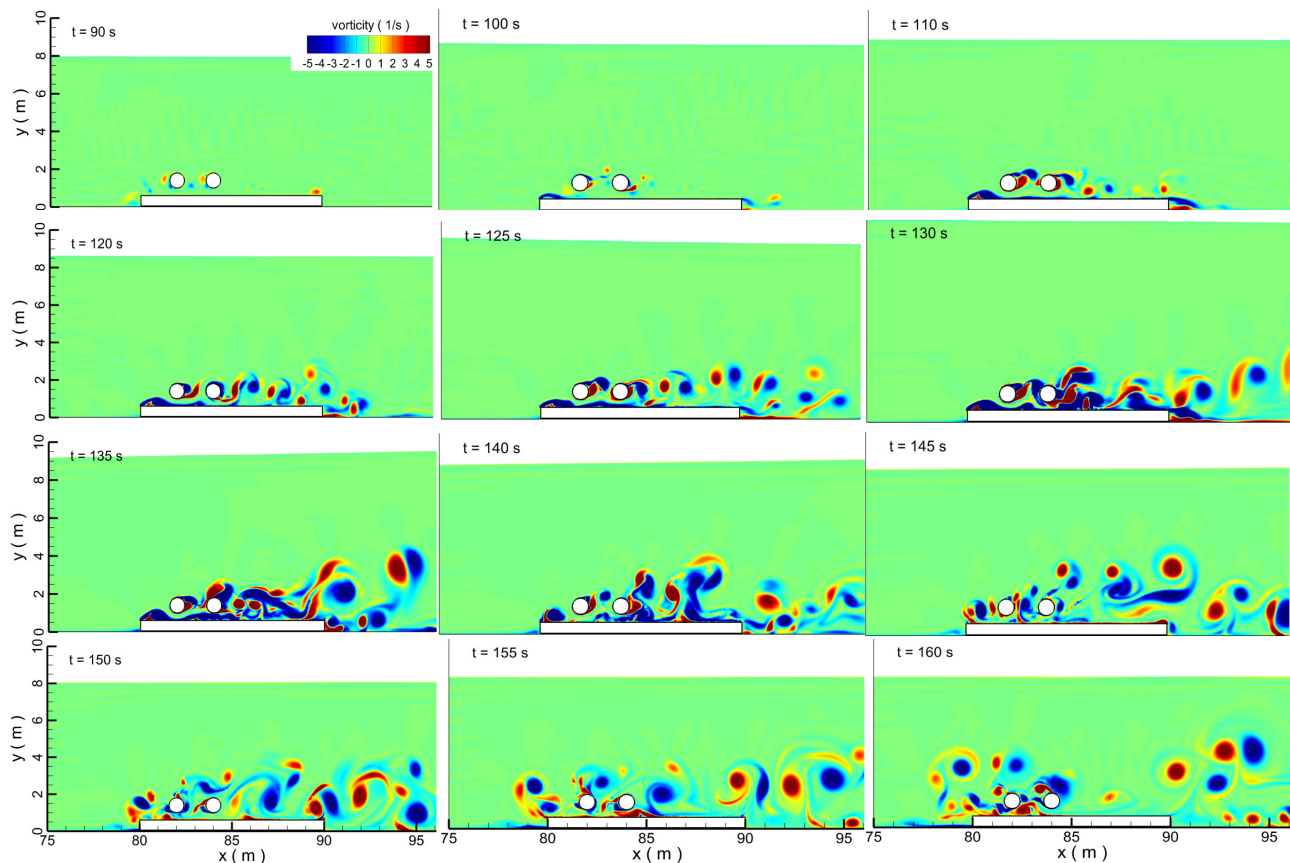 10
8
6
4
2
0
y ( m )
t = 90 s
vorticity ( 1/s )
-5 -4 -3 -2 -1 0 1 2 3 4 5
t = 100 s
t = 110 s
10
8
6
4
2
0
y ( m )
t = 120 s
t = 125 s
t = 130 s
10
8
6
4
2
0
y ( m )
t = 135 s
t = 140 s
t = 145 s
10
8
6
4
2
0
y ( m )
t = 150 s
t = 155 s
t = 160 s
75 80 85 90 95
x ( m )
75 80 85 90 95
x ( m )
75 80 85 90 95
x ( m )